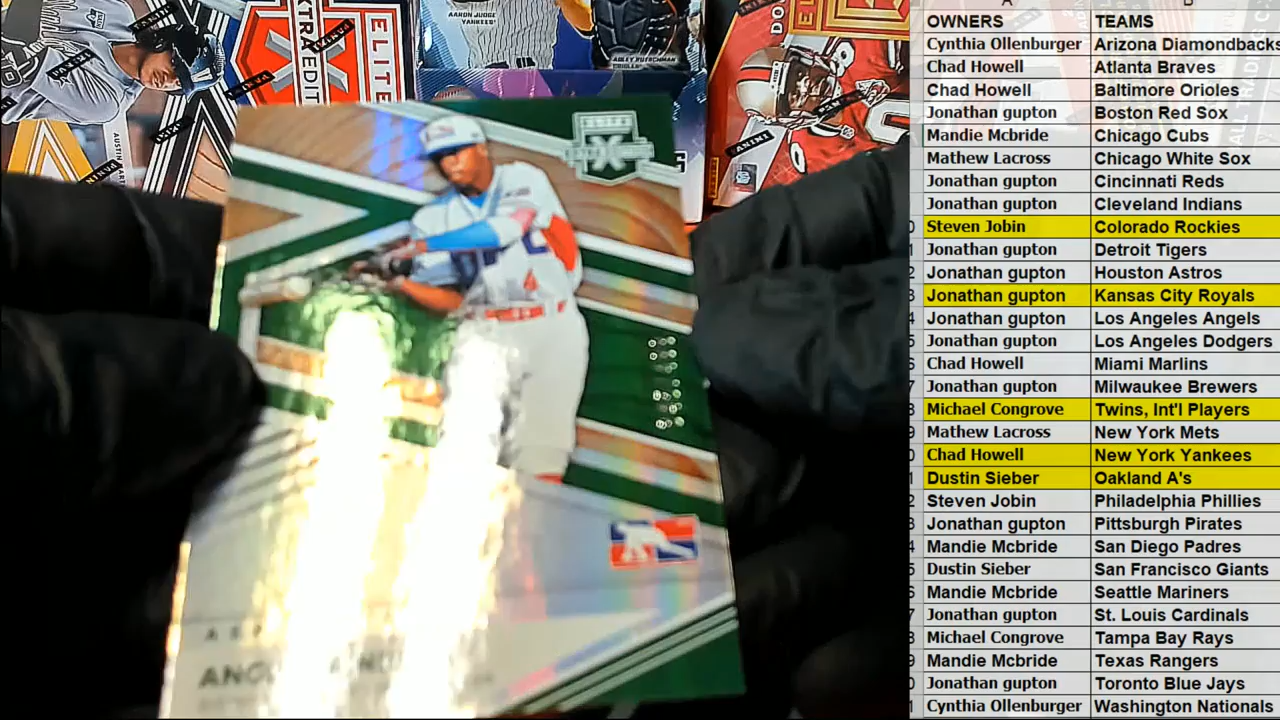 ELITE
EXTRA EDITION
AARON JUDGE
YANKEES
ADLEY RUTSCHMAN
PANINI
PANINI
PANINI
ELITE
X
4
OWNERS TEAMS
Cynthia Ollenburger Arizona Diamondbacks
Chad Howell Atlanta Braves
Chad Howell Baltimore Orioles
Jonathan gupton Boston Red Sox
Mandie Mcbride Chicago Cubs
Mathew Lacross Chicago White Sox
Jonathan gupton Cincinnati Reds
Jonathan gupton Cleveland Indians
Steven Jobin Colorado Rockies
Jonathan gupton Detroit Tigers
Jonathan gupton Houston Astros
Jonathan gupton Kansas City Royals
Jonathan gupton Los Angeles Angels
Jonathan gupton Los Angeles Dodgers
Chad Howell Miami Marlins
Jonathan gupton Milwaukee Brewers
Michael Congrove Twins, Int'l Players
Mathew Lacross New York Mets
Chad Howell New York Yankees
Dustin Sieber Oakland A's
Steven Jobin Philadelphia Phillies
Jonathan gupton Pittsburgh Pirates
Mandie Mcbride San Diego Padres
Dustin Sieber San Francisco Giants
Mandie Mcbride Seattle Mariners
Jonathan gupton St. Louis Cardinals
Michael Congrove Tampa Bay Rays
Mandie Mcbride Texas Rangers
Jonathan gupton Toronto Blue Jays
Cynthia Ollenburger Washington Nationals